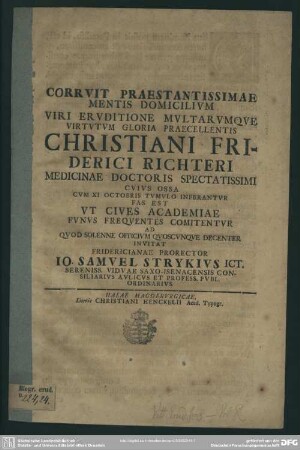 CORRVIT PRAESTANTISSIMAE
MENTIS DOMICILIVM
VIRI ERVDITIONE MVLTARVMQVE
VIRTVTVM GLORIA PRAECELLENTIS
CHRISTIANI FRI-
DERICI RICHTERI
MEDICINAE DOCTORIS SPECTATISSIMI
CVIVS OSSA
CVM XI OCTOBRIS TVMVLO INFERANTVR
FAS EST
VT CIVES ACADEMIAE
FVNVS FREQVENTES COMITENTVR
AD
QVOD SOLENNE OFFICIVM QVOSCVNQVE DECENTER
INVITAT
FRIDERICIANAE PRORECTOR
IO. SAMVEL STRYKIVS ICT.
SERENISS. VIDVAE SAXO-ISENACENSIS CON-
SILIARIVS AVLICVS ET PROFESS. PVBL.
ORDINARIVS
HALAE MAGDEBVRGICAE,
Literis CHRISTIANI HENCKELII Acad. Typogr.
Biogr. erud.